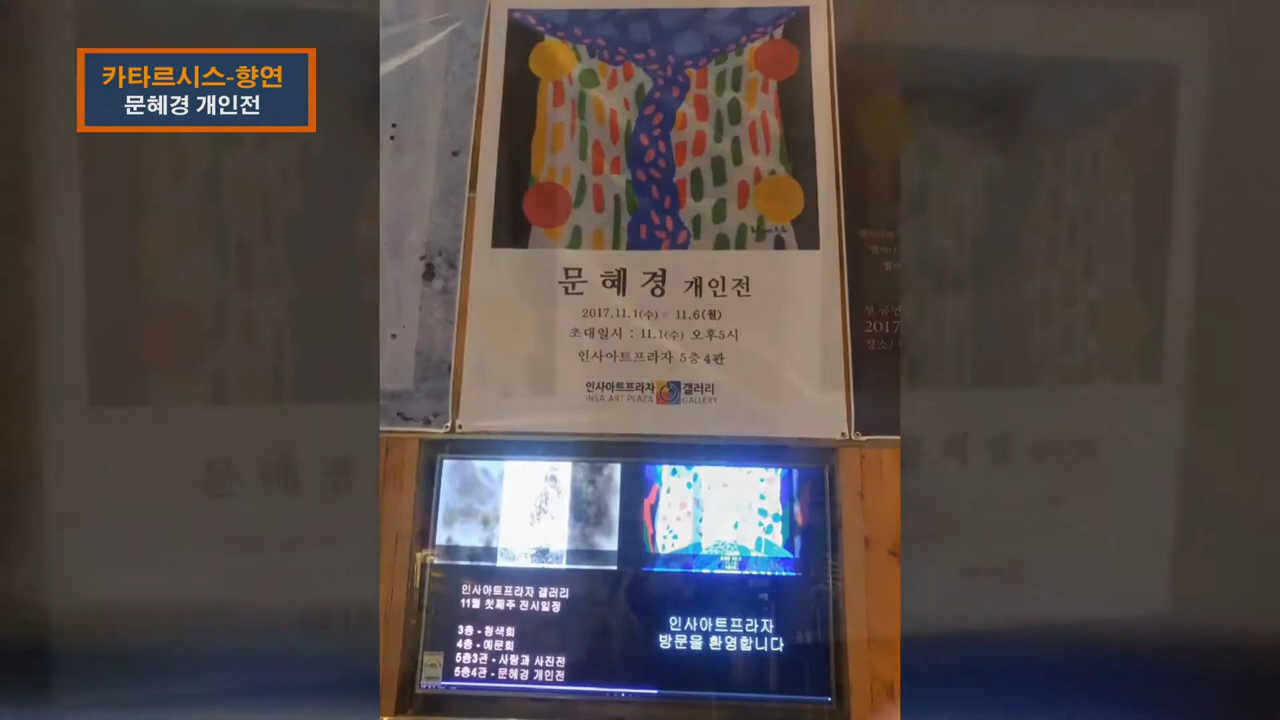 카타르시스-향연
문혜경 개인전
문혜경 개인전
2017.11.1(수) - 11.6(월)
초대일시 : 11.1(수) 오후5시
인사아트프라자 5층4관
인사아트프라자 갤러리
INSA ART PLAZA GALLERY
2017
장소/
인사아트프라자 갤러리
11월 첫째주 전시일정
3층 - 청색회
4층 - 예문회
5층3관 - 사람과 사진전
5층4관 - 문혜경 개인전
인사아트프라자
방문을 환영합니다